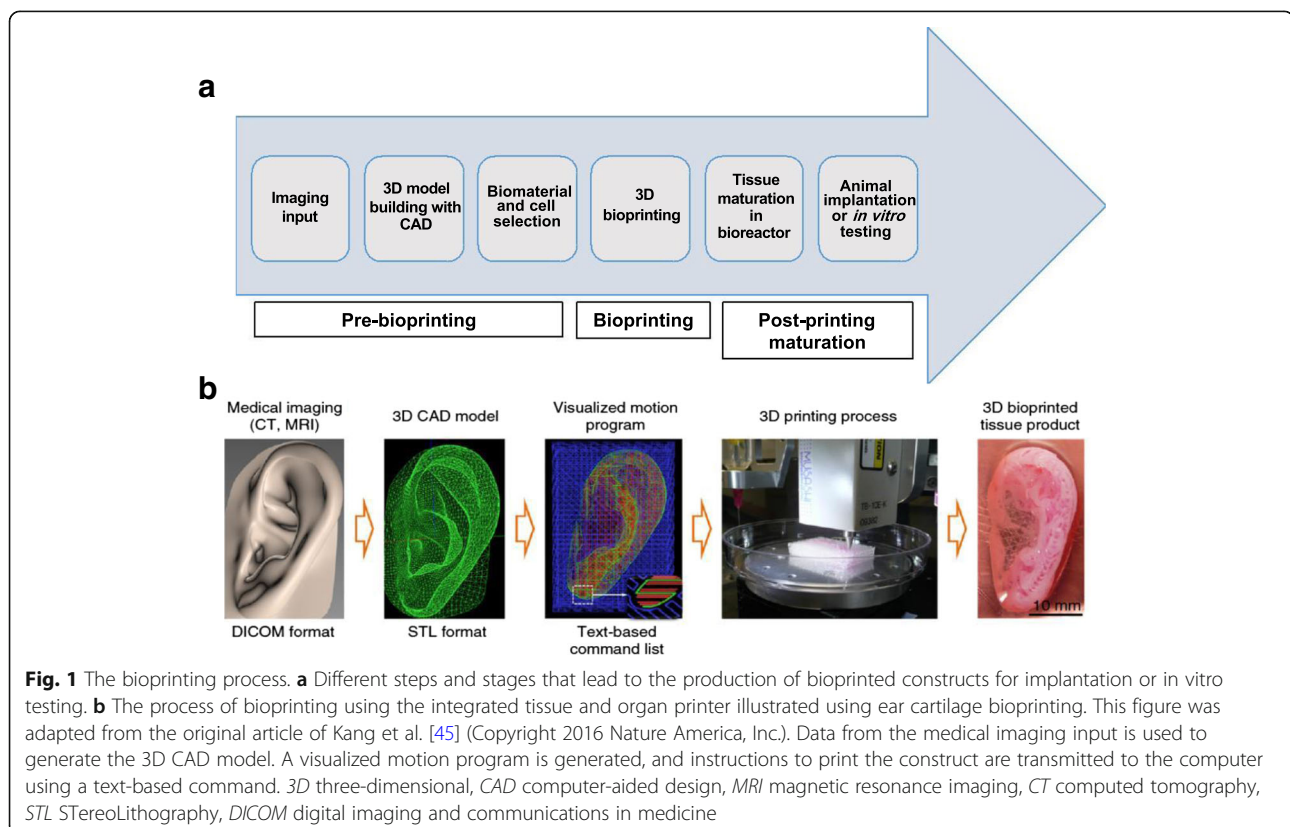 a
Imaging
input
3D model
building with
CAD
Biomaterial
and cell
selection
3D
bioprinting
Tissue
maturation
in
bioreactor
Animal
implantation
or in vitro
testing
Pre-bioprinting
Bioprinting
Post-printing
maturation
b
Medical imaging
(CT, MRI)
3D CAD model
Visualized motion
program
3D printing process
3D bioprinted
tissue product
10 mm
DICOM format
STL format
Text-based
command list
Fig. 1 The bioprinting process. a Different steps and stages that lead to the production of bioprinted constructs for implantation or in vitro
testing. b The process of bioprinting using the integrated tissue and organ printer illustrated using ear cartilage bioprinting. This figure was
adapted from the original article of Kang et al. [45] (Copyright 2016 Nature America, Inc.). Data from the medical imaging input is used to
generate the 3D CAD model. A visualized motion program is generated, and instructions to print the construct are transmitted to the computer
using a text-based command. 3D three-dimensional, CAD computer-aided design, MRI magnetic resonance imaging, CT computed tomography,
STL STereoLithography, DICOM digital imaging and communications in medicine